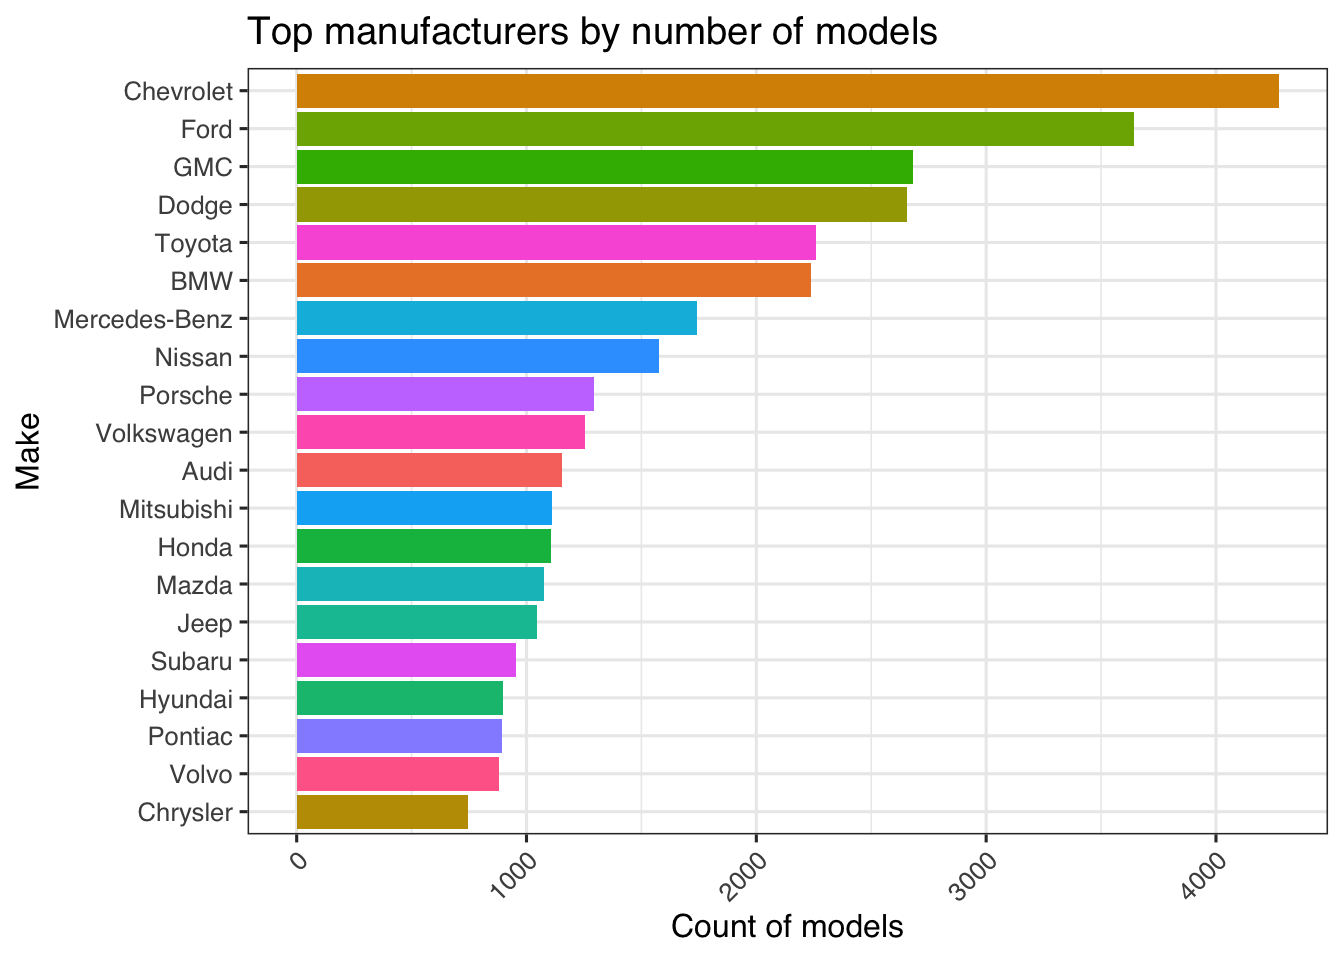 Top manufacturers by number of models
Make
Chevrolet
Ford
GMC
Dodge
Toyota
BMW
Mercedes-Benz
Nissan
Porsche
Volkswagen
Audi
Mitsubishi
Honda
Mazda
Jeep
Subaru
Hyundai
Pontiac
Volvo
Chrysler
0 1000 2000 3000 4000
Count of models